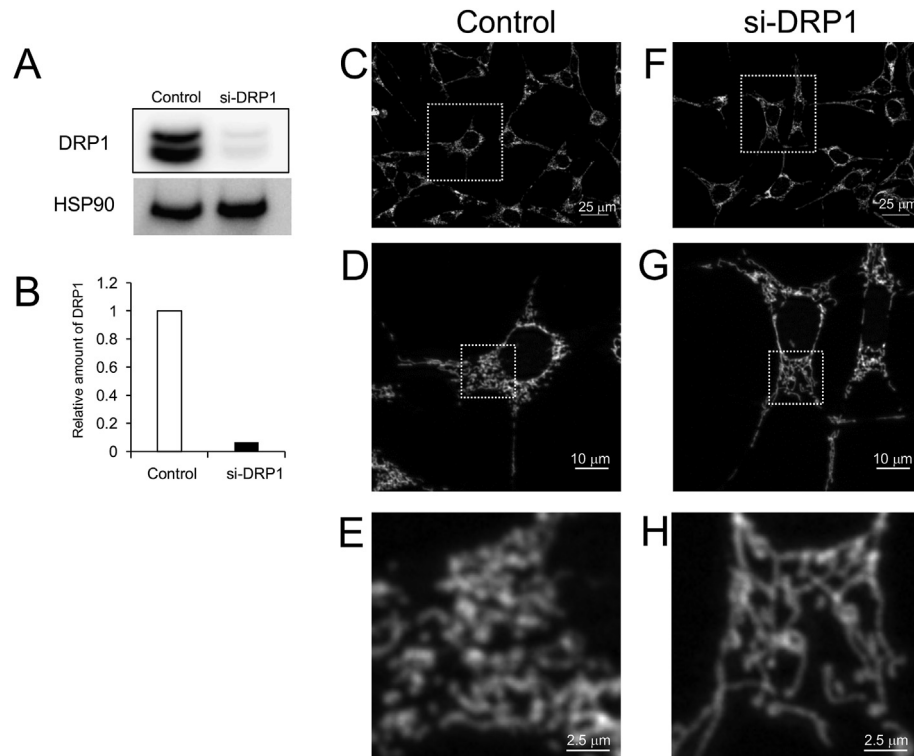 Control si-DRP1
A
Control si-DRP1
DRP1
HSP90
B
Relative amount of DRP1
1.2
1
0.8
0.6
0.4
0.2
0
Control si-DRP1
C
25 μm
F
25 μm
D
10 μm
G
10 μm
E
2.5 μm
H
2.5 μm